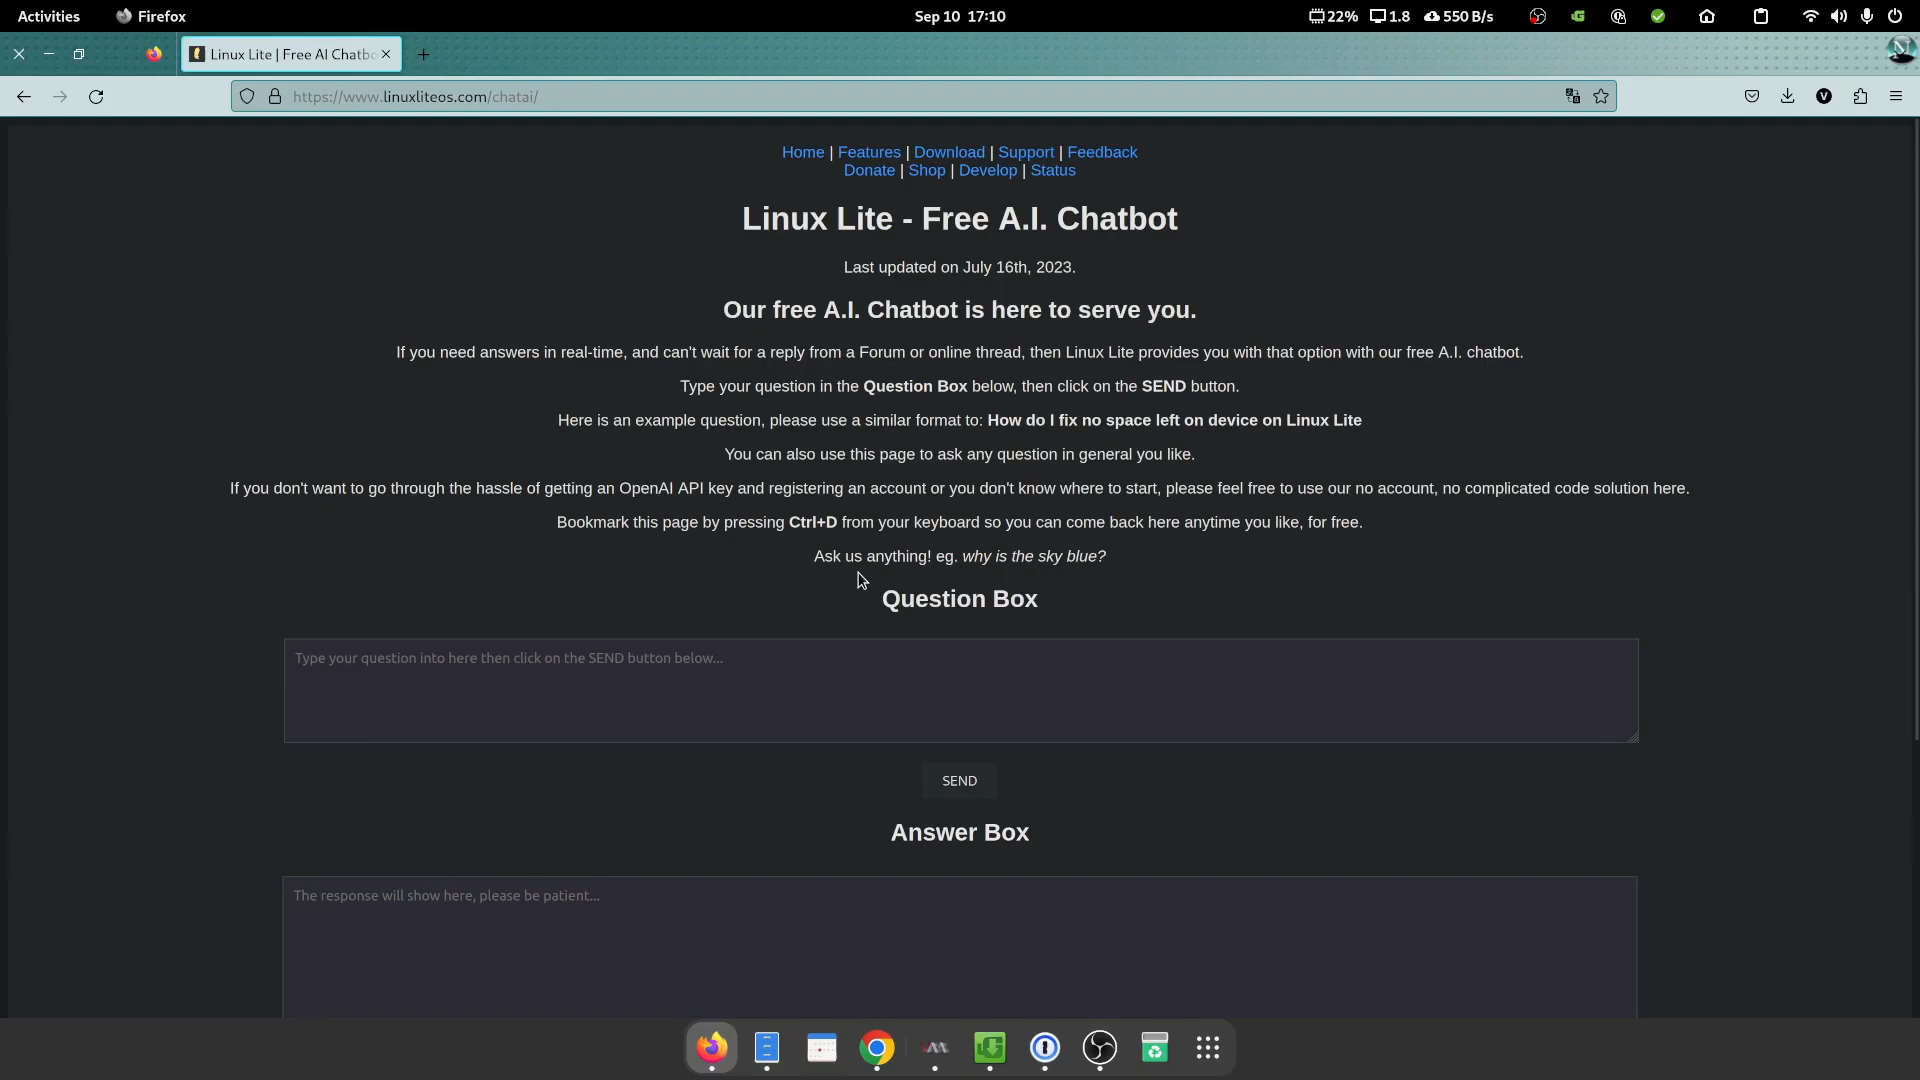 Activities Firefox Sep 10 17:10 22% 1.8 550 B/s
Linux Lite | Free AI Chatbo
https://www.linuxliteos.com/chatai/
Home | Features | Download | Support | Feedback
Donate | Shop | Develop | Status
Linux Lite - Free A.I. Chatbot
Last updated on July 16th, 2023.
Our free A.I. Chatbot is here to serve you.
If you need answers in real-time, and can't wait for a reply from a Forum or online thread, then Linux Lite provides you with that option with our free A.I. chatbot.
Type your question in the Question Box below, then click on the SEND button.
Here is an example question, please use a similar format to: How do I fix no space left on device on Linux Lite
You can also use this page to ask any question in general you like.
If you don't want to go through the hassle of getting an OpenAI API key and registering an account or you don't know where to start, please feel free to use our no account, no complicated code solution here.
Bookmark this page by pressing Ctrl+D from your keyboard so you can come back here anytime you like, for free.
Ask us anything! eg. why is the sky blue?
Question Box
Type your question into here then click on the SEND button below...
SEND
Answer Box
The response will show here, please be patient...